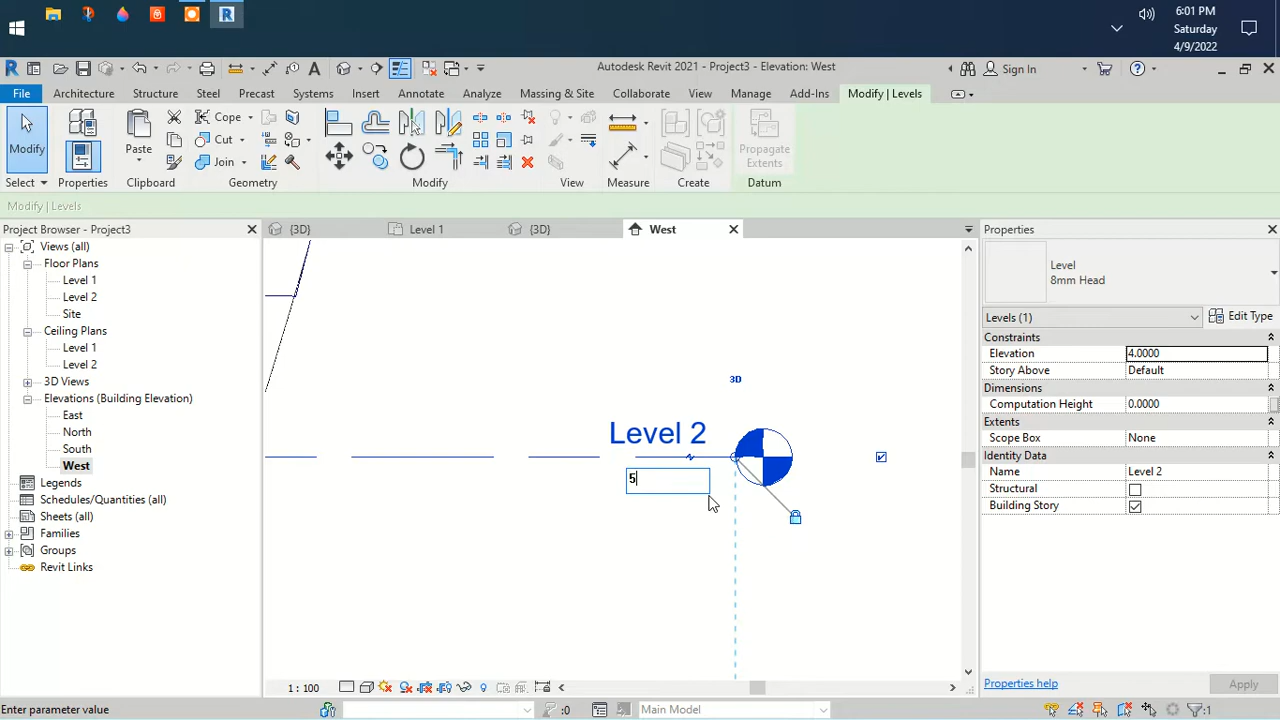 6:01 PM
Saturday
4/9/2022
Autodesk Revit 2021 - Project3 - Elevation: West
Sign In
File Architecture Structure Steel Precast Systems Insert Annotate Analyze Massing & Site Collaborate View Manage Add-Ins Modify | Levels
Modify
Properties
Paste
Cope
Cut
Join
Propagate
Extents
Select Properties Clipboard Geometry Modify View Measure Create Datum
Modify | Levels
Project Browser - Project3
Views (all)
Floor Plans
Level 1
Level 2
Site
Ceiling Plans
Level 1
Level 2
3D Views
Elevations (Building Elevation)
East
North
South
West
Legends
Schedules/Quantities (all)
Sheets (all)
Families
Groups
Revit Links
{3D} Level 1 {3D} West
3D
Level 2
5
1 : 100
Properties
Level
8mm Head
Levels (1) Edit Type
Constraints
Elevation 4.0000
Story Above Default
Dimensions
Computation Height 0.0000
Extents
Scope Box None
Identity Data
Name Level 2
Structural
Building Story
Properties help Apply
Enter parameter value :0 Main Model :1